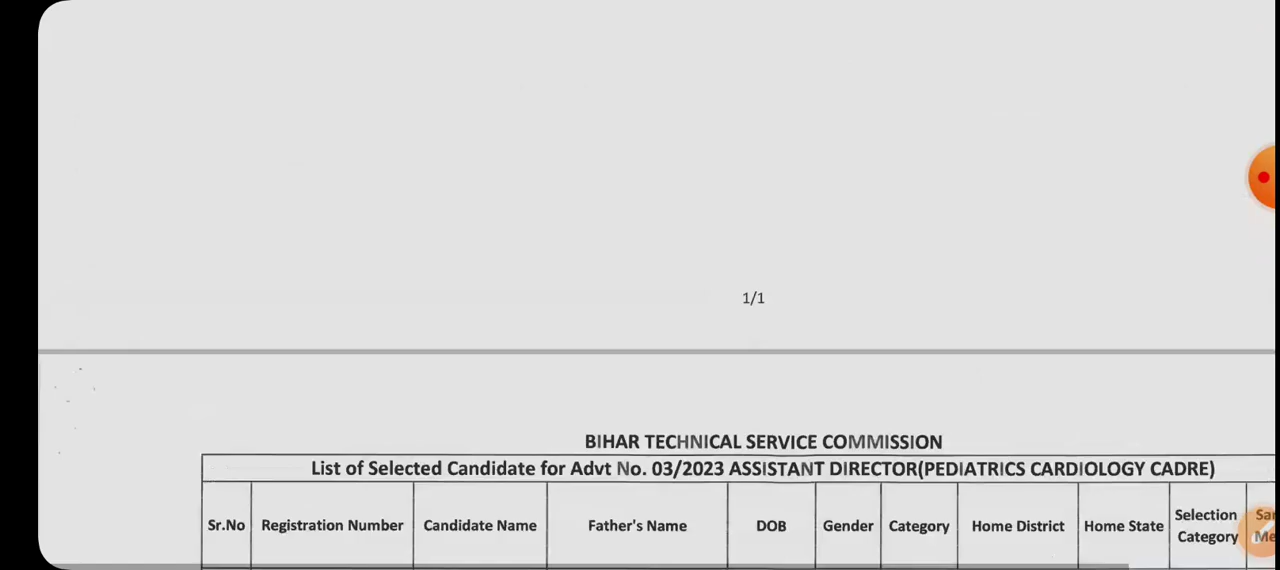 1/1
BIHAR TECHNICAL SERVICE COMMISSION
List of Selected Candidate for Advt No. 03/2023 ASSISTANT DIRECTOR(PEDIATRICS CARDIOLOGY CADRE)
Sr.No Registration Number Candidate Name Father's Name DOB Gender Category Home District Home State Selection Category